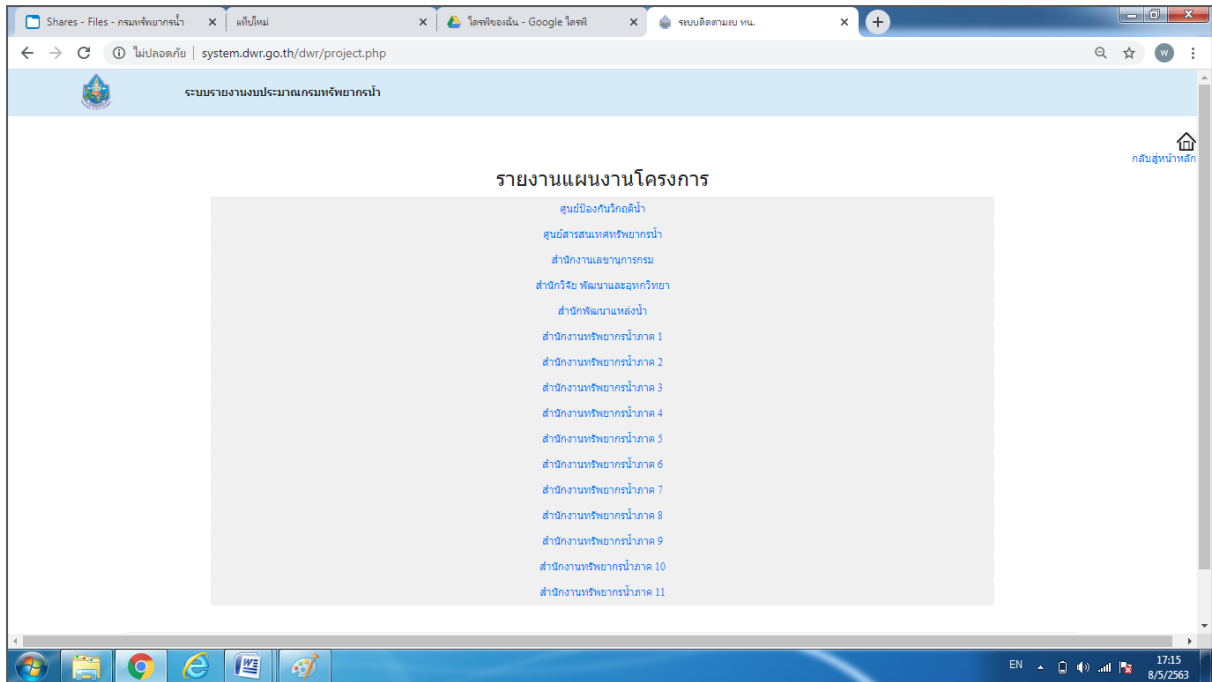 Shares - Files - กรมทรัพยากรน้ำ
แท็บใหม่
ไดรฟ์ของฉัน - Google ไดรฟ์
ระบบติดตามงบ ทน.
ไม่ปลอดภัย | system.dwr.go.th/dwr/project.php
W
ระบบรายงานงบประมาณกรมทรัพยากรน้ำ
กลับสู่หน้าหลัก
รายงานแผนงานโครงการ
ศูนย์ป้องกันวิกฤติน้ำ
ศูนย์สารสนเทศทรัพยากรน้ำ
สำนักงานเลขานุการกรม
สำนักวิจัย พัฒนาและอุทกวิทยา
สำนักพัฒนาแหล่งน้ำ
สำนักงานทรัพยากรน้ำภาค 1
สำนักงานทรัพยากรน้ำภาค 2
สำนักงานทรัพยากรน้ำภาค 3
สำนักงานทรัพยากรน้ำภาค 4
สำนักงานทรัพยากรน้ำภาค 5
สำนักงานทรัพยากรน้ำภาค 6
สำนักงานทรัพยากรน้ำภาค 7
สำนักงานทรัพยากรน้ำภาค 8
สำนักงานทรัพยากรน้ำภาค 9
สำนักงานทรัพยากรน้ำภาค 10
สำนักงานทรัพยากรน้ำภาค 11
EN
17:15
8/5/2563